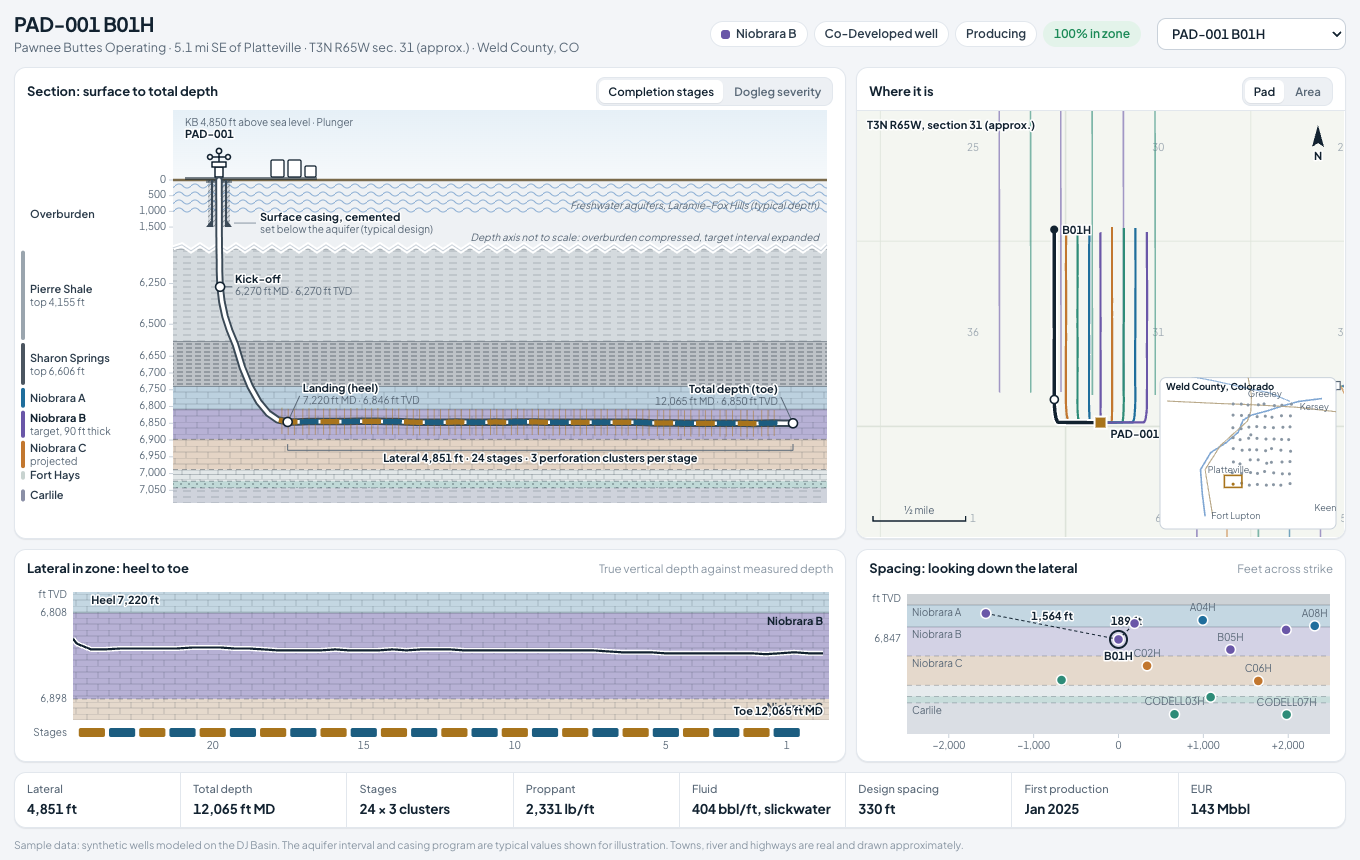 PAD-001 B01H
Pawnee Buttes Operating · 5.1 mi SE of Platteville · T3N R65W sec. 31 (approx.) · Weld County, CO
Niobrara B
Co-Developed well
Producing
100% in zone
PAD-001 B01H
Section: surface to total depth
Completion stages
Dogleg severity
KB 4,850 ft above sea level · Plunger
PAD-001
0
500
1,000
1,500
6,250
6,500
6,650
6,700
6,750
6,800
6,850
6,900
6,950
7,000
7,050
Overburden
Pierre Shale
top 4,155 ft
Sharon Springs
top 6,606 ft
Niobrara A
Niobrara B
target, 90 ft thick
Niobrara C
projected
Fort Hays
Carlile
Freshwater aquifers, Laramie–Fox Hills (typical depth)
Surface casing, cemented
set below the aquifer (typical design)
Depth axis not to scale: overburden compressed, target interval expanded
Kick-off
6,270 ft MD · 6,270 ft TVD
Landing (heel)
7,220 ft MD · 6,846 ft TVD
Total depth (toe)
12,065 ft MD · 6,850 ft TVD
Lateral 4,851 ft · 24 stages · 3 perforation clusters per stage
Where it is
Pad
Area
T3N R65W, section 31 (approx.)
N
25
30
2
36
31
3
1
6
B01H
PAD-001
½ mile
Weld County, Colorado
Greeley
Kersey
Platteville
Fort Lupton
Keen
Lateral in zone: heel to toe
True vertical depth against measured depth
ft TVD
6,808
6,898
Heel 7,220 ft
Niobrara B
Toe 12,065 ft MD
Stages
20
15
10
5
1
Spacing: looking down the lateral
Feet across strike
ft TVD
6,847
Niobrara A
Niobrara B
Niobrara C
Carlile
1,564 ft
189 ft
A04H
A08H
B05H
B01H
C02H
C06H
CODELL03H
CODELL07H
−2,000
−1,000
0
+1,000
+2,000
Lateral
4,851 ft
Total depth
12,065 ft MD
Stages
24 × 3 clusters
Proppant
2,331 lb/ft
Fluid
404 bbl/ft, slickwater
Design spacing
330 ft
First production
Jan 2025
EUR
143 Mbbl
Sample data: synthetic wells modeled on the DJ Basin. The aquifer interval and casing program are typical values shown for illustration. Towns, river and highways are real and drawn approximately.